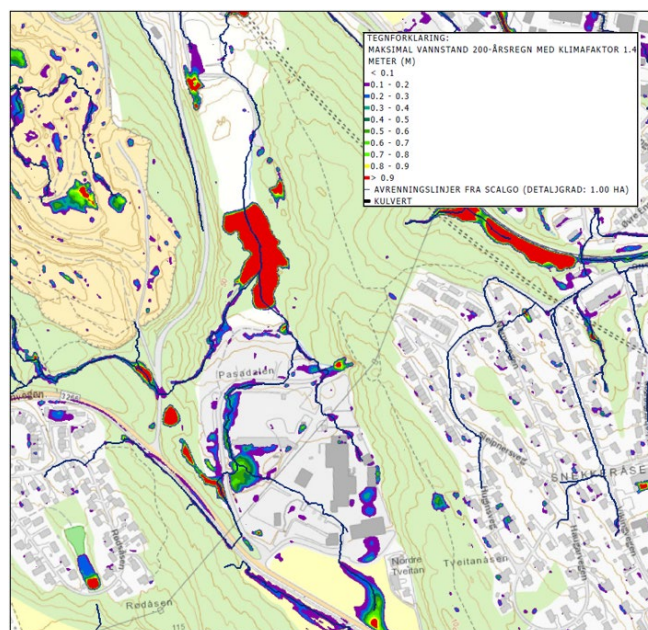 TEGNFORKLARING:
MAKSIMAL VANNSTAND 200-ÅRSREGN MED KLIMAFAKTOR 1.4
METER (M)
< 0.1
0.1 - 0.2
0.2 - 0.3
0.3 - 0.4
0.4 - 0.5
0.5 - 0.6
0.6 - 0.7
0.7 - 0.8
0.8 - 0.9
> 0.9
AVRENNINGSLINJER FRA SCALGO (DETALJGRAD: 1.00 HA)
KULVERT
Pasadalen
SNEKKERÅSE
Rødåsen
Nordre
Tveitan
Tveitanåsen
Rødåsen
115